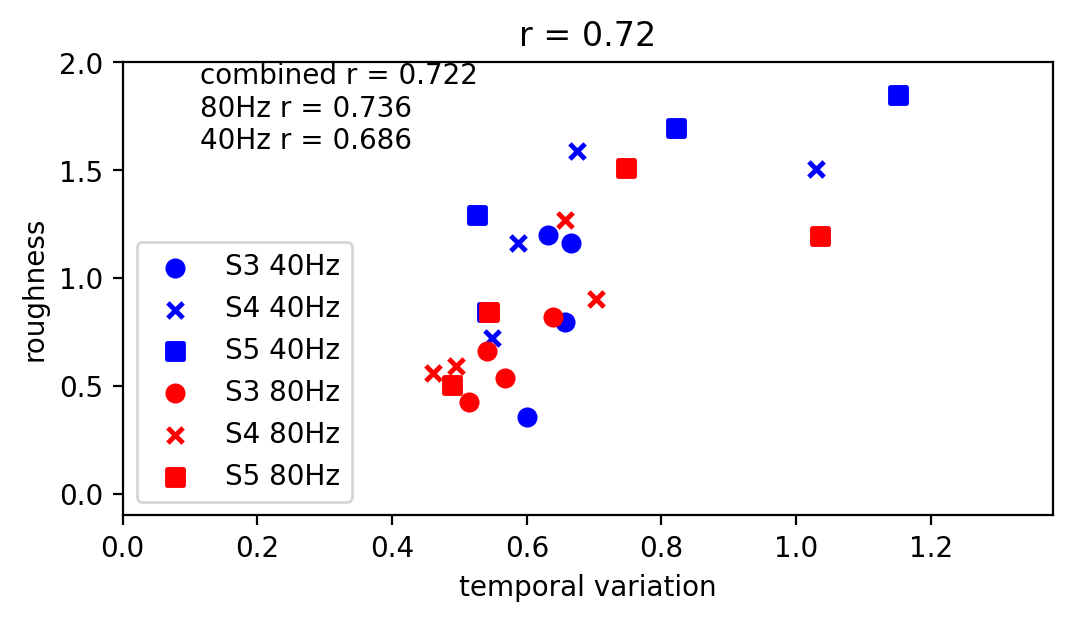 r = 0.72
combined r = 0.722
80Hz r = 0.736
40Hz r = 0.686
2.0
1.5
1.0
0.5
0.0
roughness
S3 40Hz
S4 40Hz
S5 40Hz
S3 80Hz
S4 80Hz
S5 80Hz
0.0 0.2 0.4 0.6 0.8 1.0 1.2
temporal variation